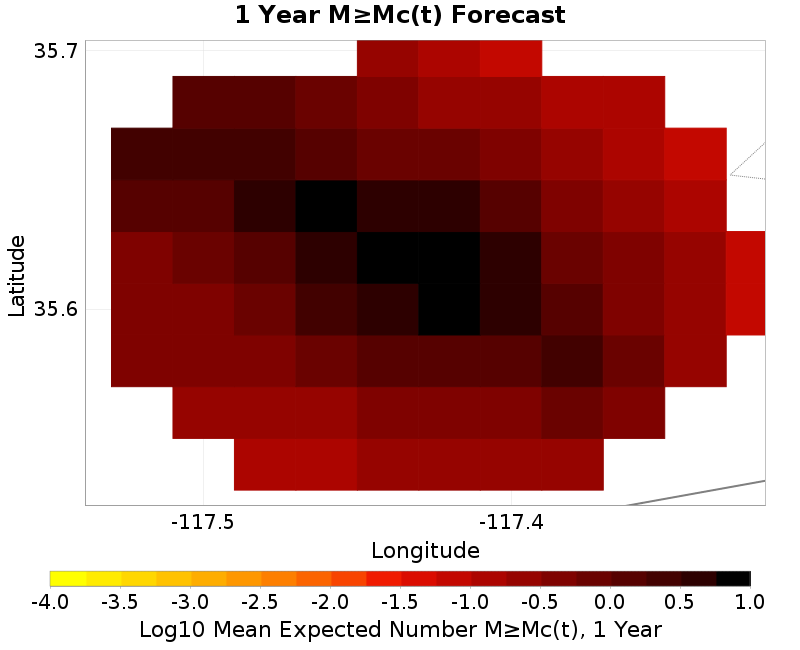 1 Year M≥Mc(t) Forecast
35.7
35.6
Latitude
-117.5 -117.4
Longitude
-4.0 -3.5 -3.0 -2.5 -2.0 -1.5 -1.0 -0.5 0.0 0.5 1.0
Log10 Mean Expected Number M≥Mc(t), 1 Year